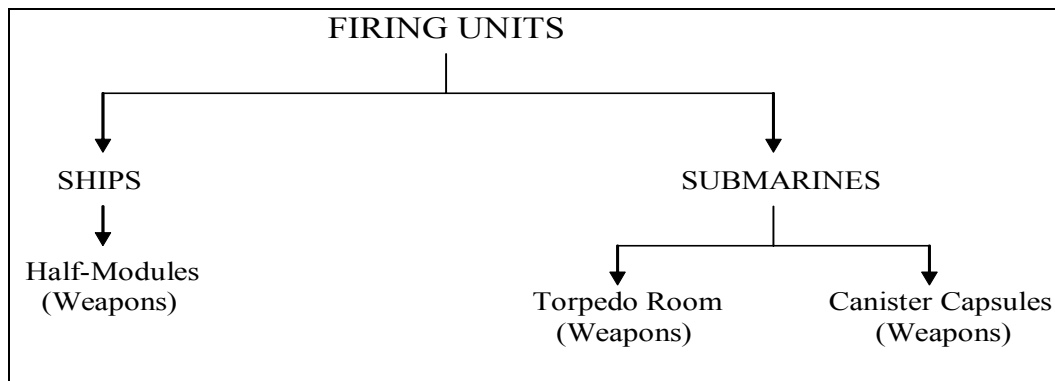 FIRING UNITS
SHIPS
SUBMARINES
Half-Modules
(Weapons)
Torpedo Room
(Weapons)
Canister Capsules
(Weapons)